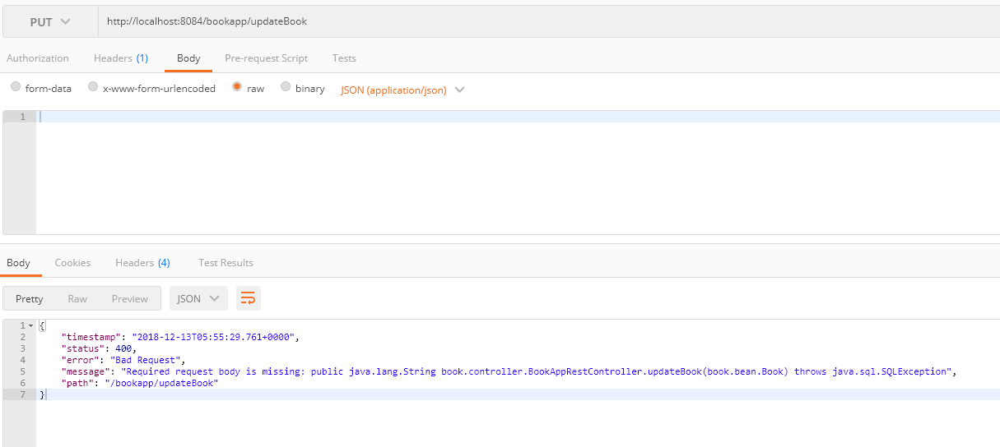 PUT http://localhost:8084/bookapp/updateBook
Authorization Headers (1) Body Pre-request Script Tests
form-data x-www-form-urlencoded raw binary JSON (application/json)
1
Body Cookies Headers (4) Test Results
Pretty Raw Preview JSON
1 {
2 "timestamp": "2018-12-13T05:55:29.761+0000",
3 "status": 400,
4 "error": "Bad Request",
5 "message": "Required request body is missing: public java.lang.String book.controller.BookAppRestController.updateBook(book.bean.Book) throws java.sql.SQLException",
6 "path": "/bookapp/updateBook"
7 }